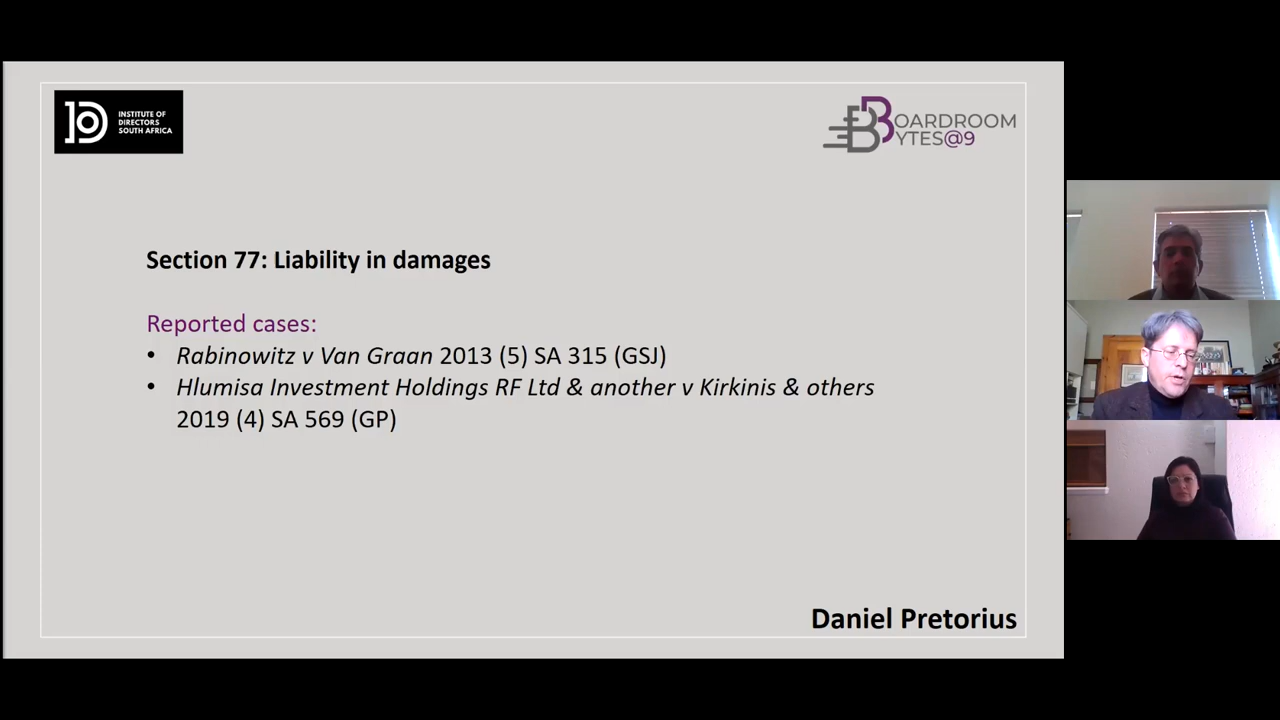 INSTITUTE OF
DIRECTORS
SOUTH AFRICA
BOARDROOM
BYTES@9
Section 77: Liability in damages
Reported cases:
• Rabinowitz v Van Graan 2013 (5) SA 315 (GSJ)
• Hlumisa Investment Holdings RF Ltd & another v Kirkinis & others
2019 (4) SA 569 (GP)
Daniel Pretorius